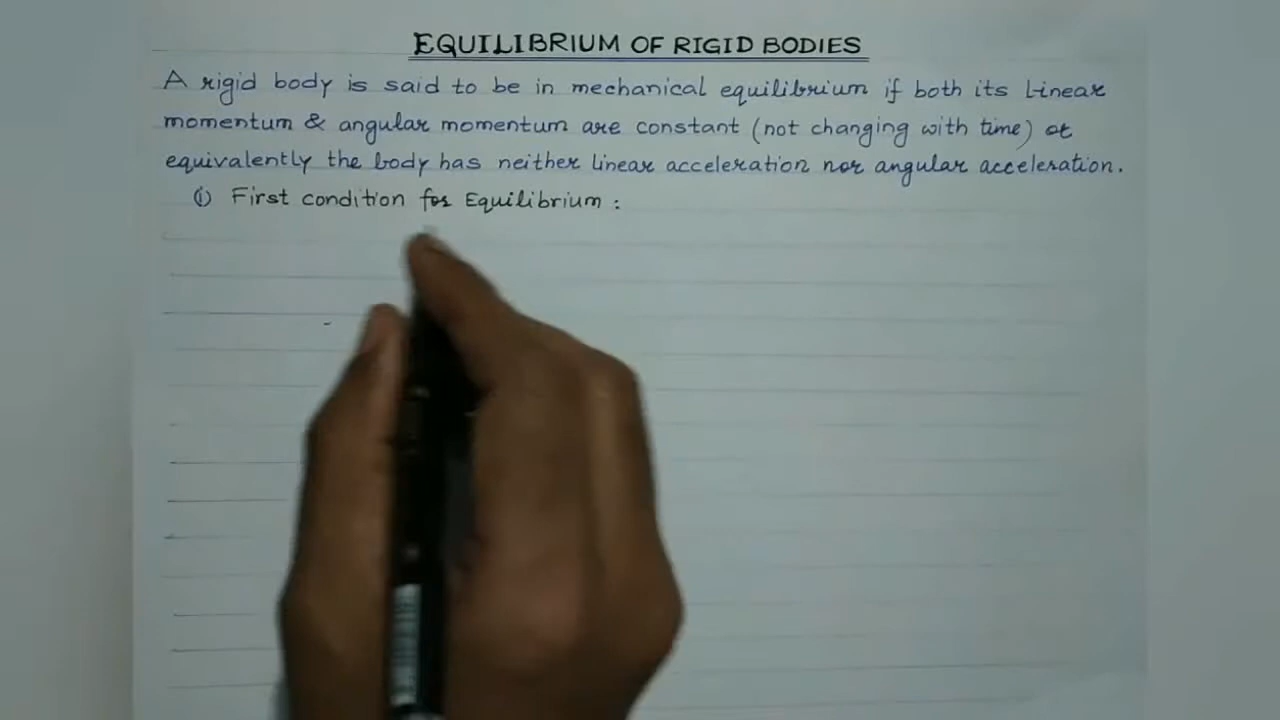 EQUILIBRIUM OF RIGID BODIES
A rigid body is said to be in mechanical equilibrium if both its linear
momentum & angular momentum are constant (not changing with time) or
equivalently the body has neither linear acceleration nor angular acceleration.
(i) First condition for Equilibrium :